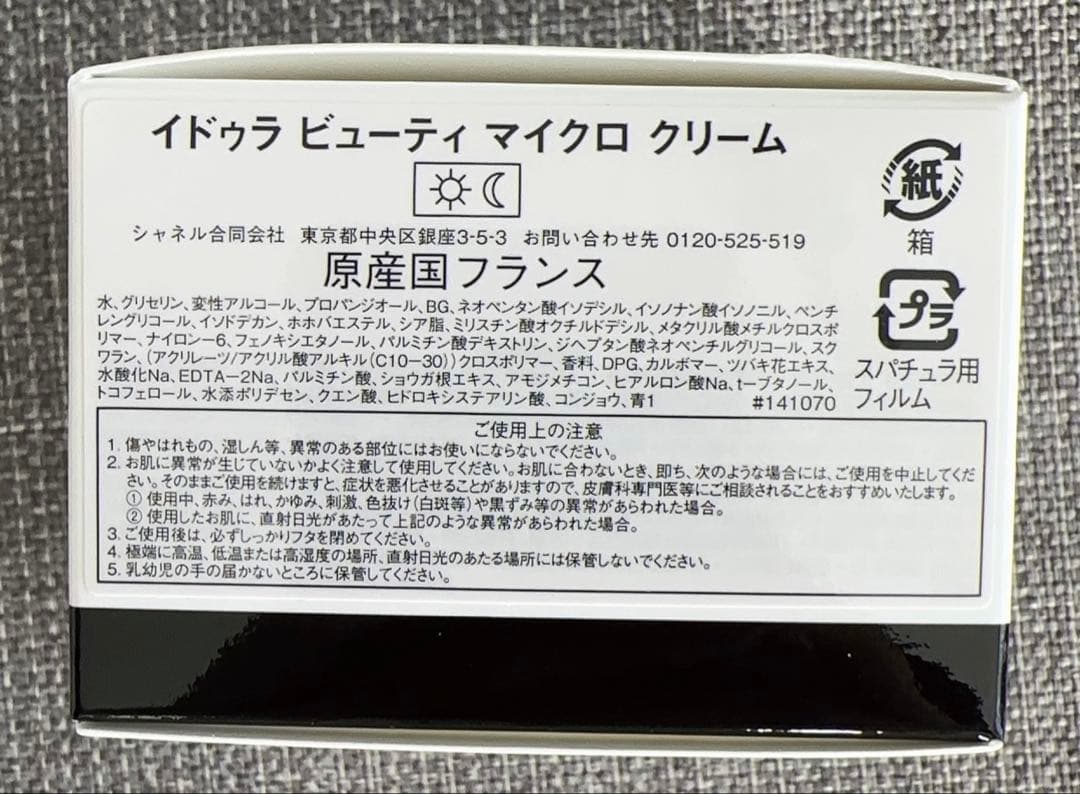 イドゥラ ビューティ マイクロ クリーム
シャネル合同会社 東京都中央区銀座3-5-3 お問い合わせ先 0120-525-519
原産国フランス
水、グリセリン、変性アルコール、プロパンジオール、BG、ネオペンタン酸イソデシル、イソノナン酸イソノニル、ペンチ
レングリコール、イソドデカン、ホホバエステル、シア脂、ミリスチン酸オクチルドデシル、メタクリル酸メチルクロスポ
リマー、ナイロン−6、フェノキシエタノール、パルミチン酸デキストリン、ジヘプタン酸ネオペンチルグリコール、スク
ワラン、（アクリレーツ/アクリル酸アルキル（C10−30））クロスポリマー、香料、DPG、カルボマー、ツバキ花エキス、
水酸化Na、EDTA−2Na、パルミチン酸、ショウガ根エキス、アモジメチコン、ヒアルロン酸Na、t−ブタノール、
トコフェロール、水添ポリデセン、クエン酸、ヒドロキシステアリン酸、コンジョウ、青1 #141070
紙
箱
プラ
スパチュラ用
フィルム
ご使用上の注意
1. 傷やはれもの、湿しん等、異常のある部位にはお使いにならないでください。
2. お肌に異常が生じていないかよく注意して使用してください。お肌に合わないとき、即ち、次のような場合には、ご使用を中止してくだ
さい。そのままご使用を続けますと、症状を悪化させることがありますので、皮膚科専門医等にご相談されることをおすすめいたします。
① 使用中、赤み、はれ、かゆみ、刺激、色抜け（白斑等）や黒ずみ等の異常があらわれた場合。
② 使用したお肌に、直射日光があたって上記のような異常があらわれた場合。
3. ご使用後は、必ずしっかりフタを閉めてください。
4. 極端に高温、低温または高湿度の場所、直射日光のあたる場所には保管しないでください。
5. 乳幼児の手の届かないところに保管してください。